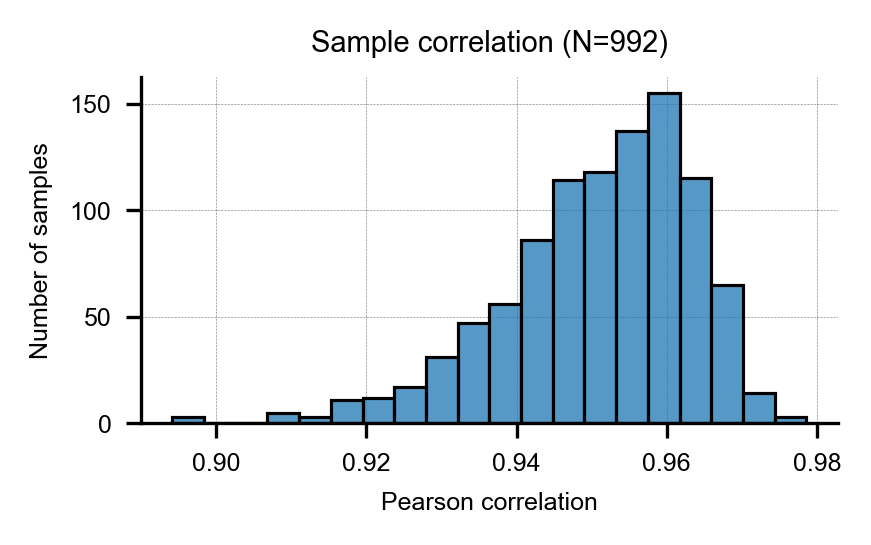 Sample correlation (N=992)
Number of samples
150
100
50
0
0.90 0.92 0.94 0.96 0.98
Pearson correlation